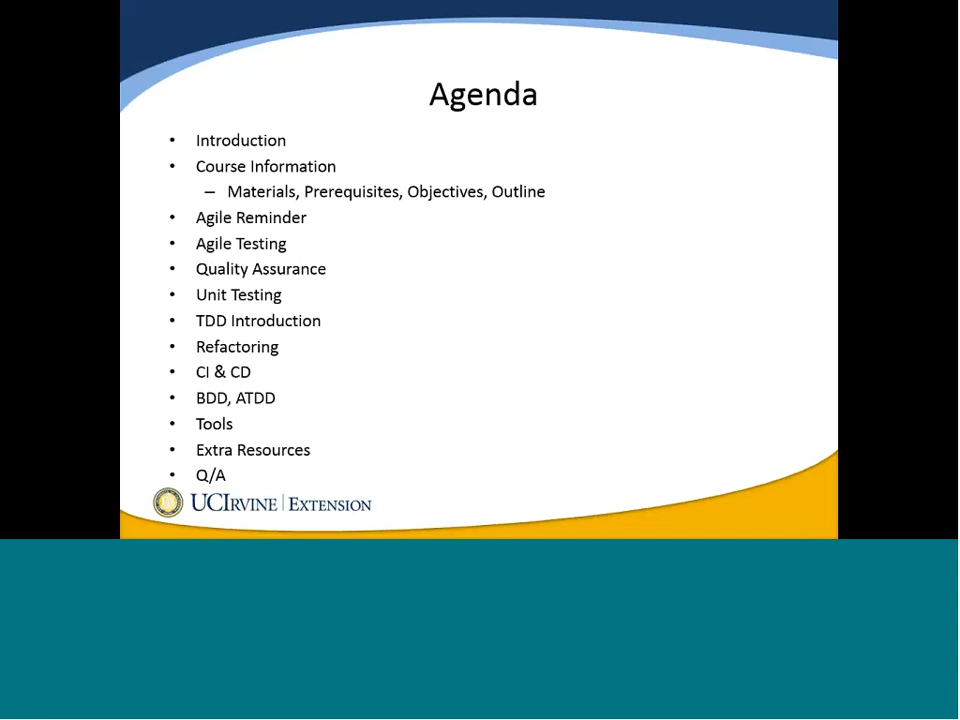 Agenda
• Introduction
• Course Information
– Materials, Prerequisites, Objectives, Outline
• Agile Reminder
• Agile Testing
• Quality Assurance
• Unit Testing
• TDD Introduction
• Refactoring
• CI & CD
• BDD, ATDD
• Tools
• Extra Resources
• Q/A
UCIRVINE | EXTENSION